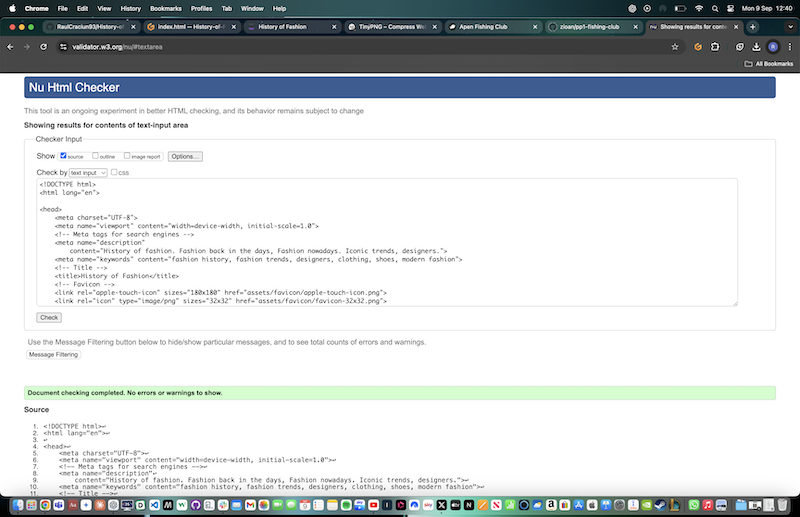 Chrome File Edit View History Bookmarks Profiles Tab Window Help Mon 9 Sep 12:40
RaulCraciun93/History-of- index.html — History-of- History of Fashion TinyPNG – Compress We Apen Fishing Club zioan/pp1-fishing-club Showing results for conte
validator.w3.org/nu/#textarea
All Bookmarks
Nu Html Checker
This tool is an ongoing experiment in better HTML checking, and its behavior remains subject to change
Showing results for contents of text-input area
Checker Input
Show source outline image report Options...
Check by text input css
<!DOCTYPE html>
<html lang="en">
<head>
<meta charset="UTF-8">
<meta name="viewport" content="width=device-width, initial-scale=1.0">
<!-- Meta tags for search engines -->
<meta name="description"
content="History of fashion. Fashion back in the days, Fashion nowadays. Iconic trends, designers.">
<meta name="keywords" content="fashion history, fashion trends, designers, clothing, shoes, modern fashion">
<!-- Title -->
<title>History of Fashion</title>
<!-- Favicon -->
<link rel="apple-touch-icon" sizes="180x180" href="assets/favicon/apple-touch-icon.png">
<link rel="icon" type="image/png" sizes="32x32" href="assets/favicon/favicon-32x32.png">
Check
Use the Message Filtering button below to hide/show particular messages, and to see total counts of errors and warnings.
Message Filtering
Document checking completed. No errors or warnings to show.
Source
1. <!DOCTYPE html>↩
2. <html lang="en">↩
3. ↩
4. <head>↩
5. <meta charset="UTF-8">↩
6. <meta name="viewport" content="width=device-width, initial-scale=1.0">↩
7. <!-- Meta tags for search engines -->↩
8. <meta name="description"↩
9. content="History of fashion. Fashion back in the days, Fashion nowadays. Iconic trends, designers.">↩
10. <meta name="keywords" content="fashion history, fashion trends, designers, clothing, shoes, modern fashion">↩
11. <!-- Title -->↩